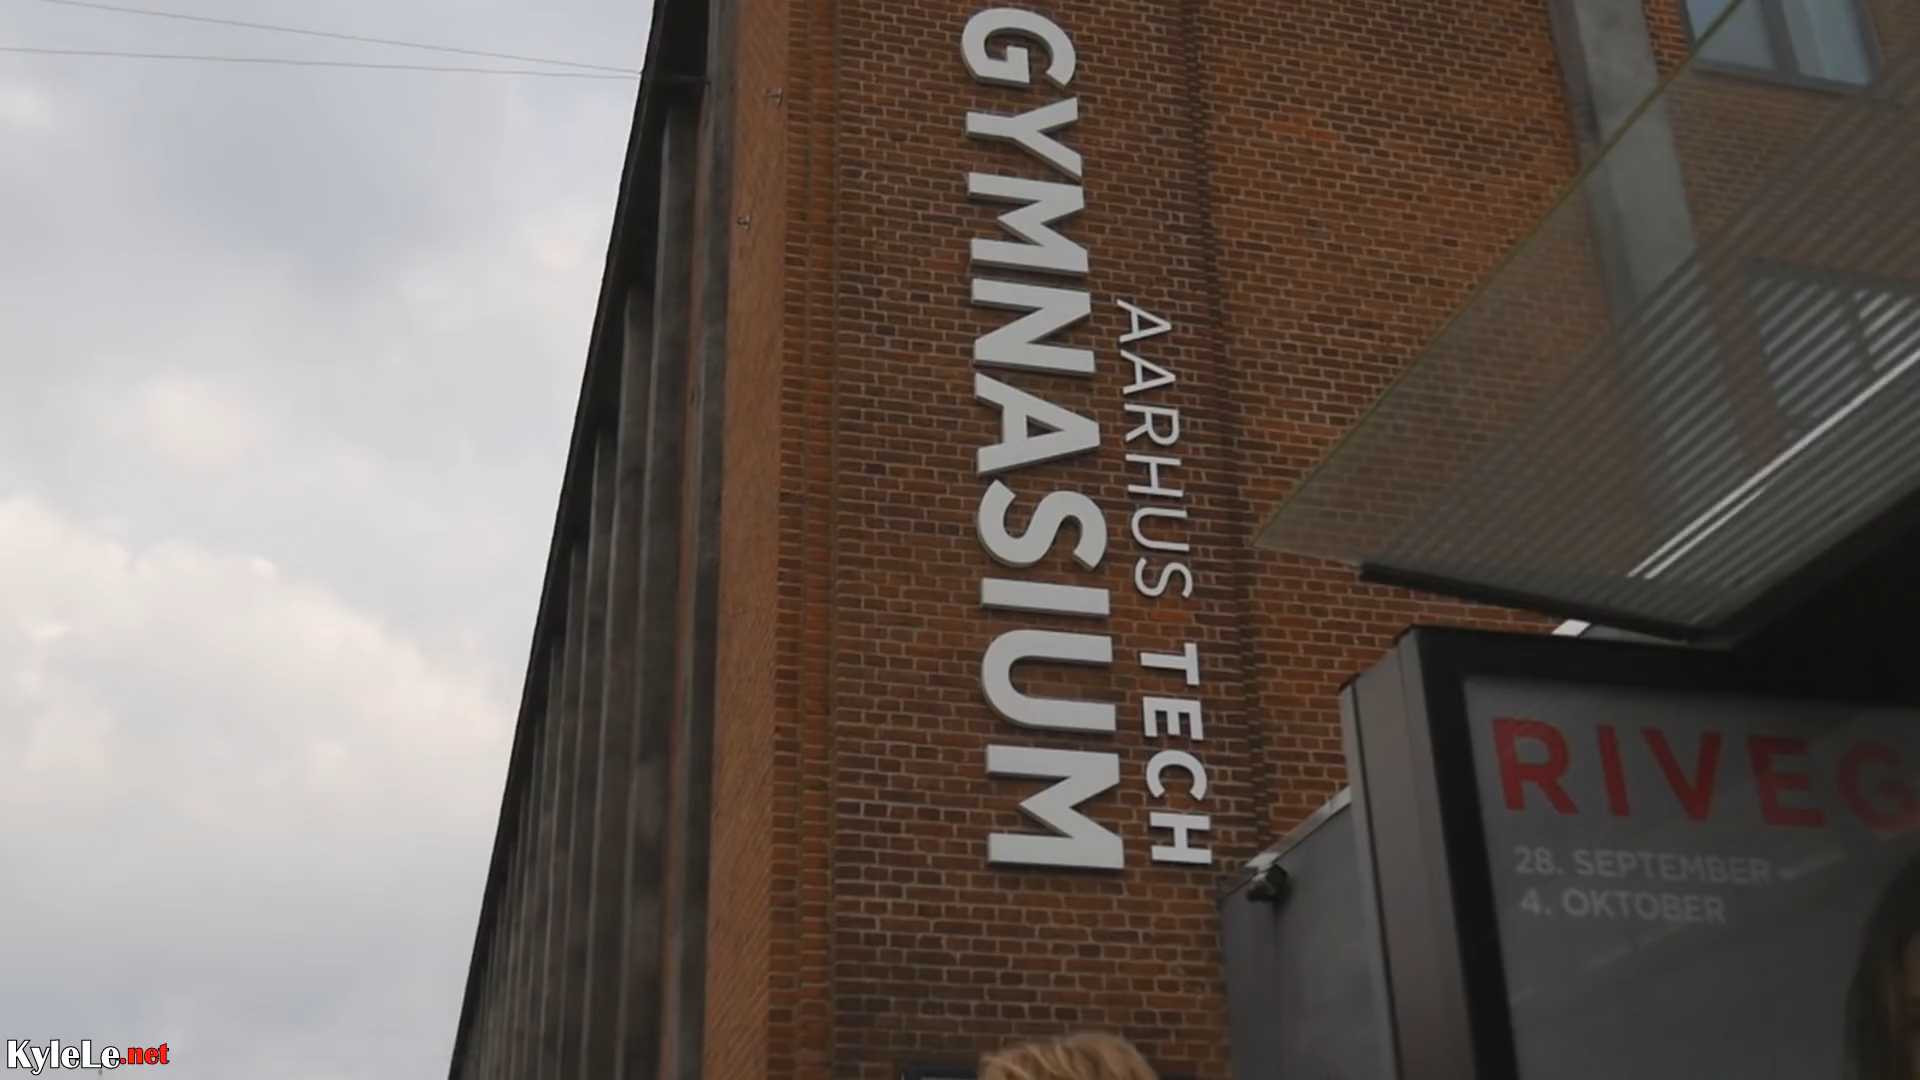 GYMNASIUM
AARHUS TECH
RIVEG
28. SEPTEMBER -
4. OKTOBER
KyleLe.net